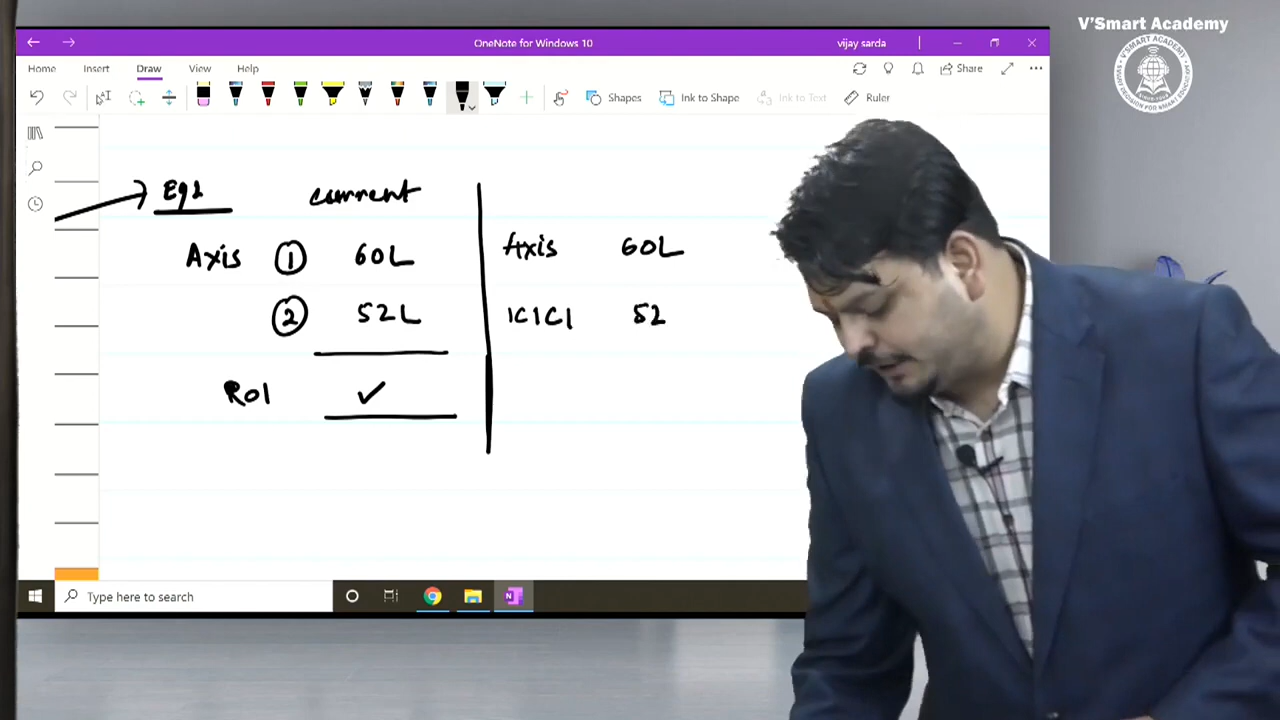 V'Smart Academy
OneNote for Windows 10
vijay sarda
Home Insert Draw View Help
Share
Shapes
Ink to Shape
Ink to Text
Ruler
Eg2 current
Axis 1 60L
2 52L
ROI ✓
Axis 60L
ICICI 52
Type here to search